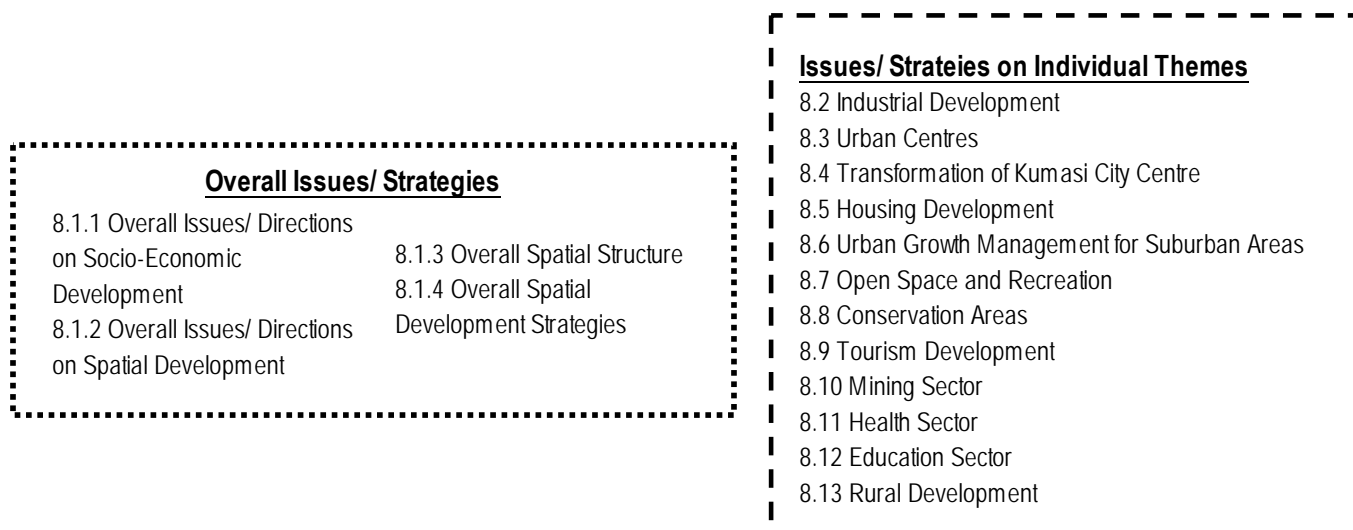 Overall Issues/ Strategies
8.1.1 Overall Issues/ Directions
on Socio-Economic
Development
8.1.2 Overall Issues/ Directions
on Spatial Development
8.1.3 Overall Spatial Structure
8.1.4 Overall Spatial
Development Strategies
Issues/ Strateies on Individual Themes
8.2 Industrial Development
8.3 Urban Centres
8.4 Transformation of Kumasi City Centre
8.5 Housing Development
8.6 Urban Growth Management for Suburban Areas
8.7 Open Space and Recreation
8.8 Conservation Areas
8.9 Tourism Development
8.10 Mining Sector
8.11 Health Sector
8.12 Education Sector
8.13 Rural Development